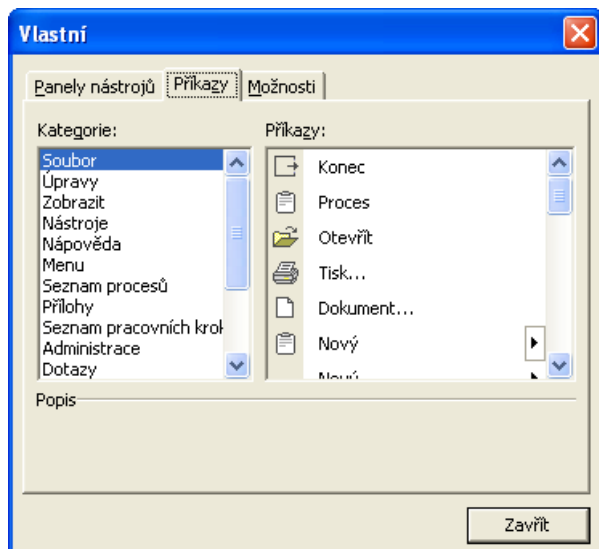 Vlastní
Panely nástrojů Příkazy Možnosti
Kategorie:
Soubor
Úpravy
Zobrazit
Nástroje
Nápověda
Menu
Seznam procesů
Přílohy
Seznam pracovních krok
Administrace
Dotazy
Příkazy:
Konec
Proces
Otevřít
Tisk...
Dokument...
Nový
Nový
Popis
Zavřít